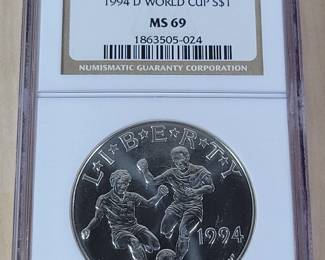 1994 D WORLD CUP S$1
MS 69
1863505-024
NUMISMATIC GUARANTY CORPORATION
LIBERTY
1994